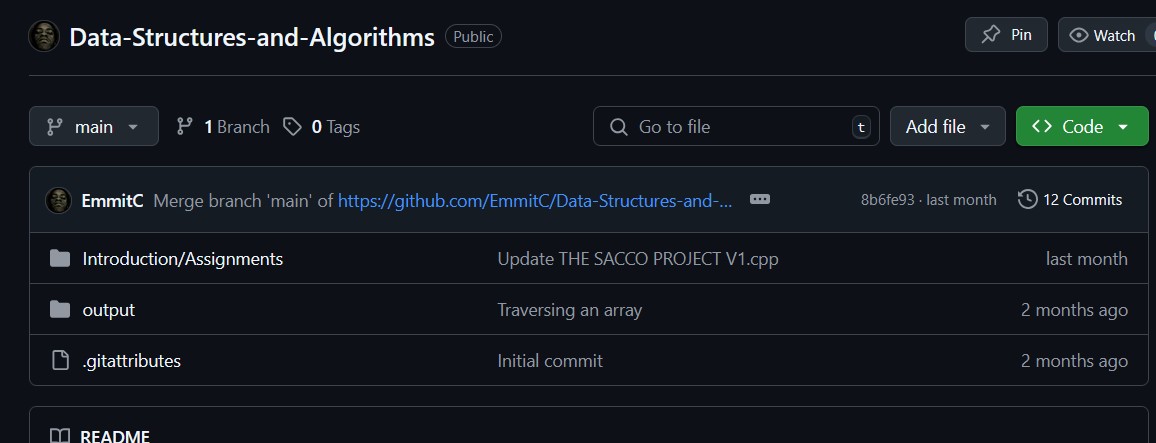 Data-Structures-and-Algorithms Public Pin Watch
main 1 Branch 0 Tags Go to file t Add file Code
EmmitC Merge branch 'main' of https://github.com/EmmitC/Data-Structures-and-... 8b6fe93 · last month 12 Commits
Introduction/Assignments Update THE SACCO PROJECT V1.cpp last month
output Traversing an array 2 months ago
.gitattributes Initial commit 2 months ago
README